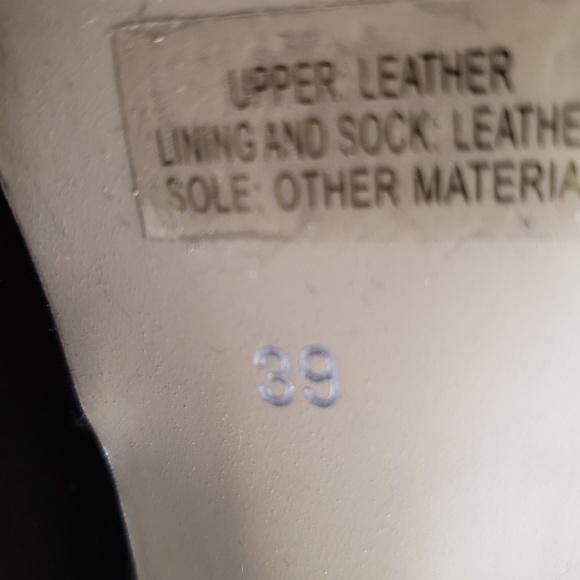 UPPER: LEATHER
LINING AND SOCK: LEATHE
SOLE: OTHER MATERIA
39